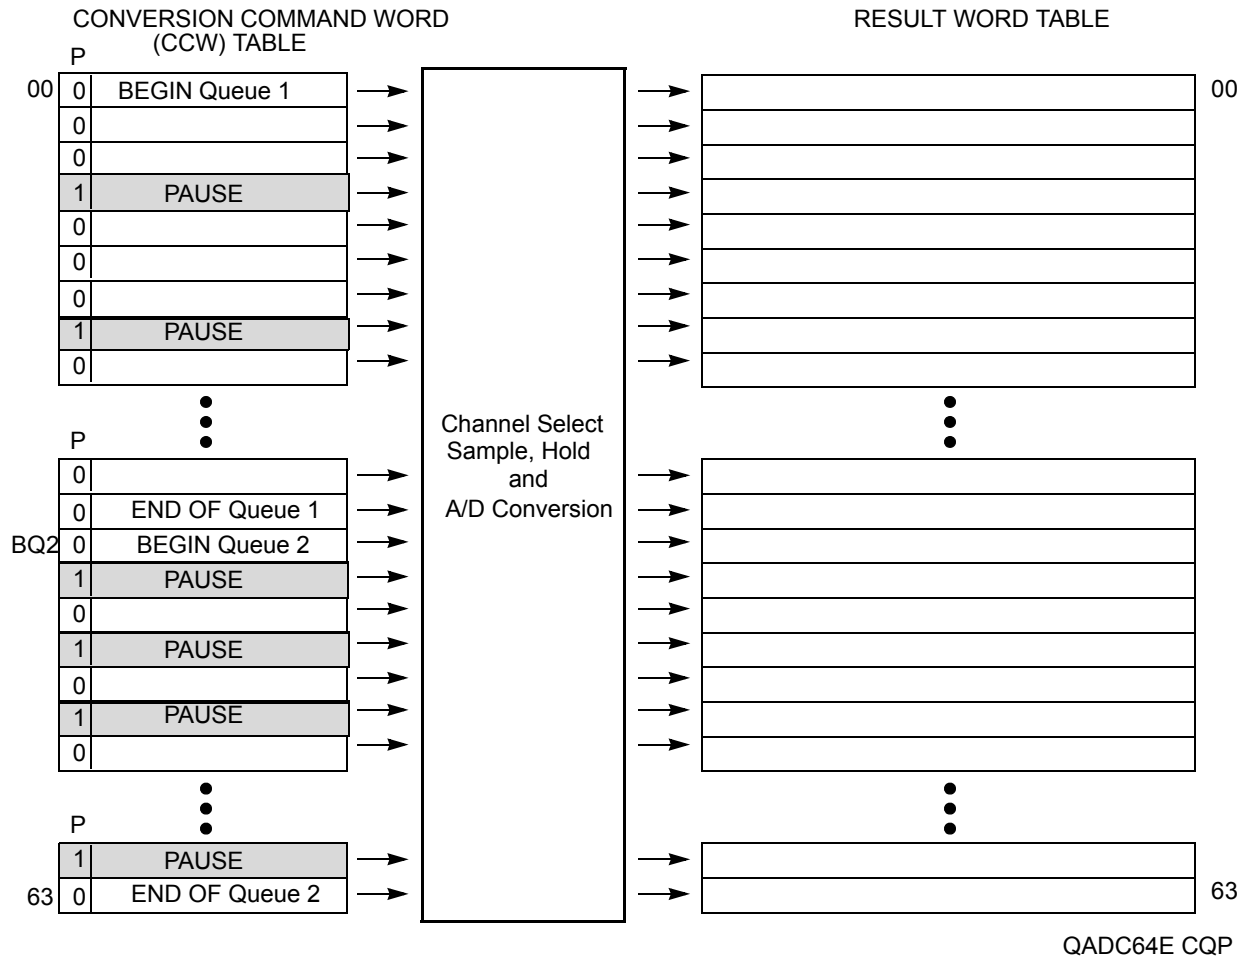 CONVERSION COMMAND WORD
(CCW) TABLE
RESULT WORD TABLE
P
00 0 BEGIN Queue 1 00
0
0
1 PAUSE
0
0
0
1 PAUSE
0
Channel Select
Sample, Hold
and
A/D Conversion
P
0
0 END OF Queue 1
BQ2 0 BEGIN Queue 2
1 PAUSE
0
1 PAUSE
0
1 PAUSE
0
P
1 PAUSE
63 0 END OF Queue 2 63
QADC64E CQP